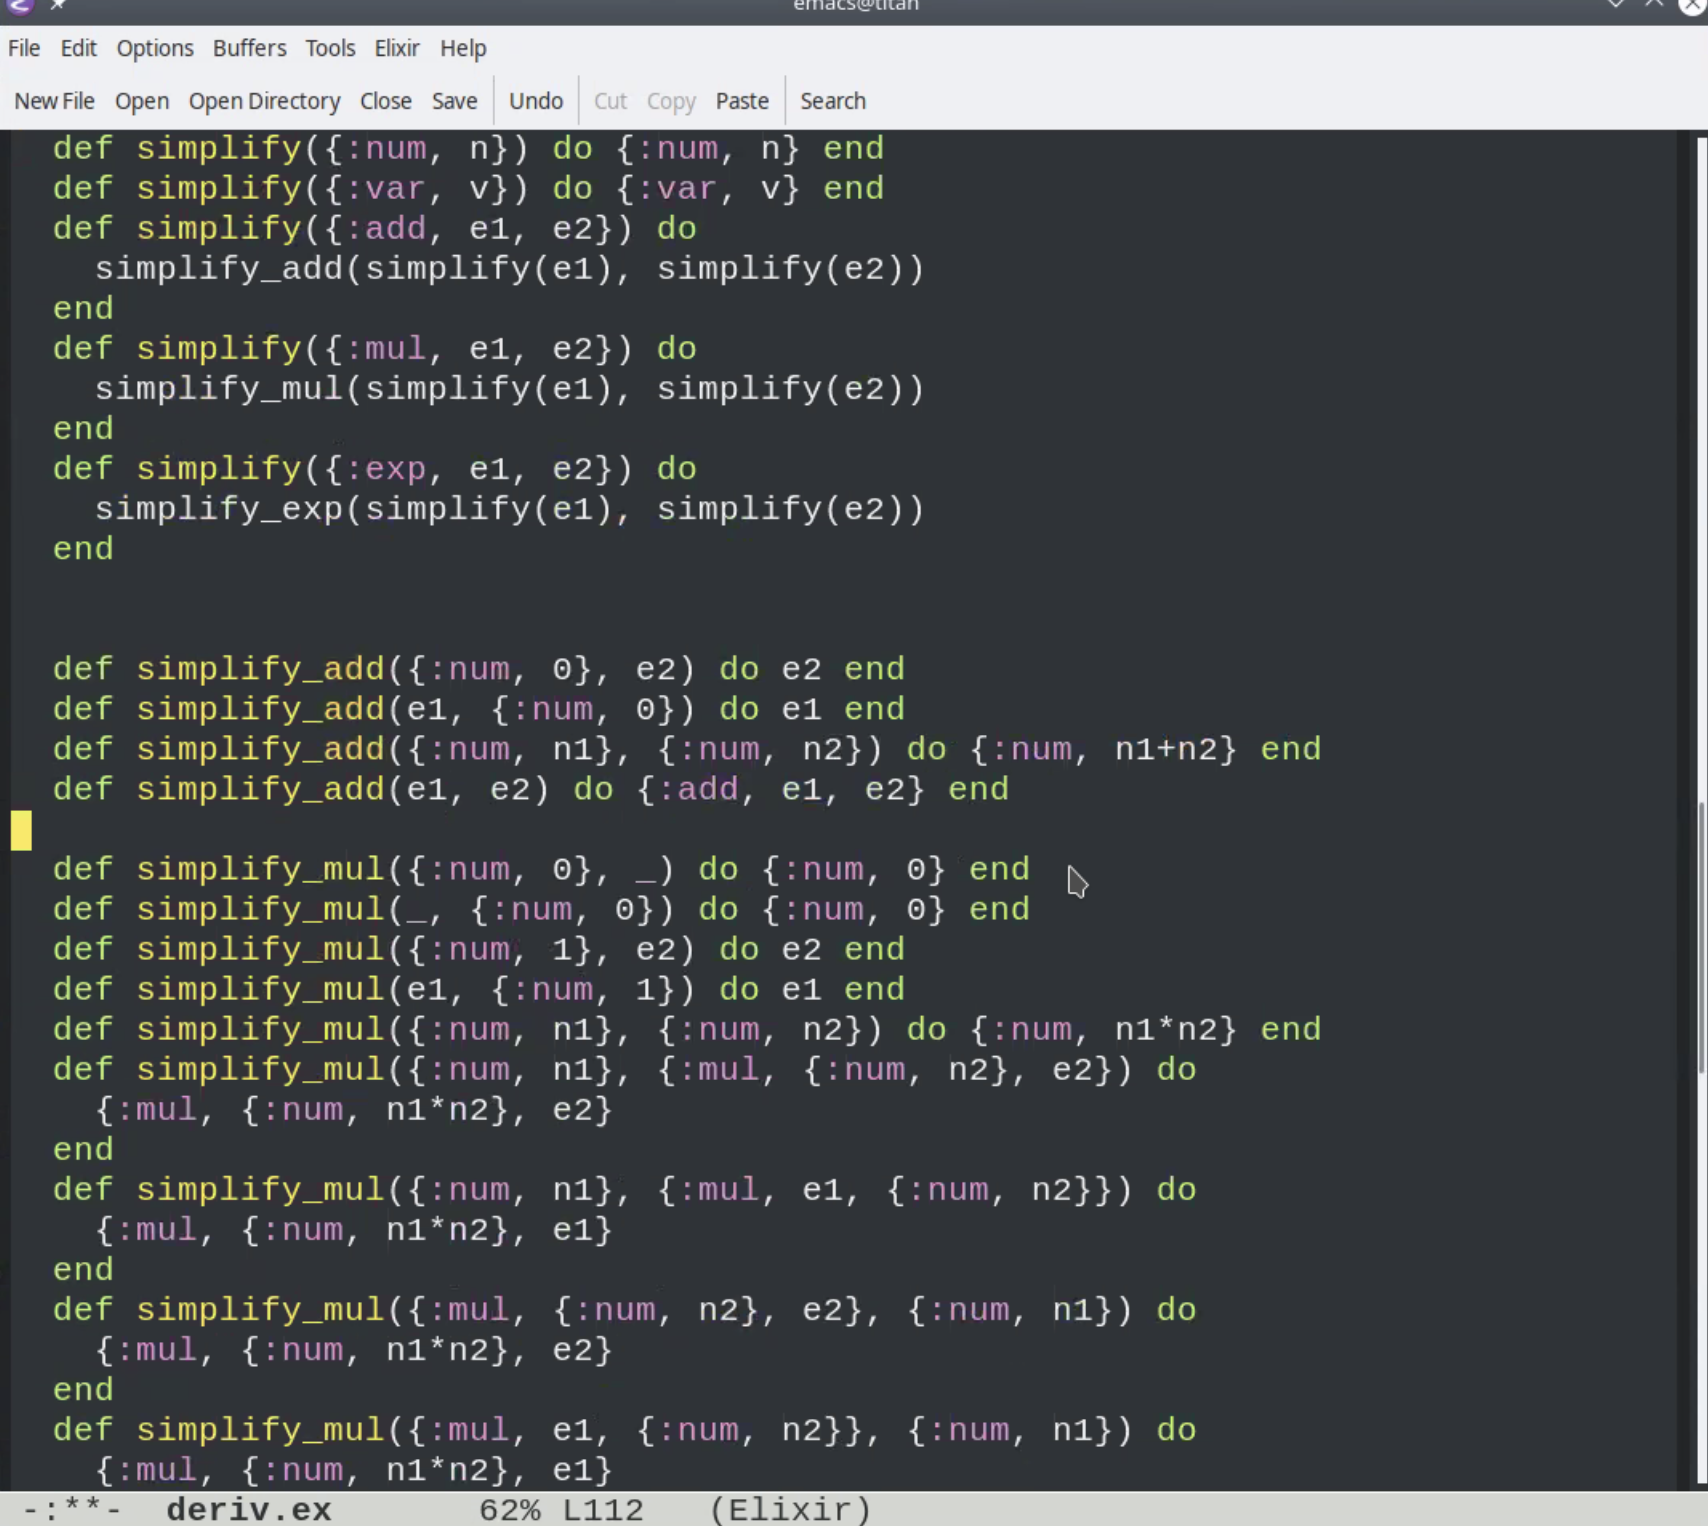 emacs@titan
File Edit Options Buffers Tools Elixir Help
New File Open Open Directory Close Save Undo Cut Copy Paste Search
def simplify({:num, n}) do {:num, n} end
def simplify({:var, v}) do {:var, v} end
def simplify({:add, e1, e2}) do
  simplify_add(simplify(e1), simplify(e2))
end
def simplify({:mul, e1, e2}) do
  simplify_mul(simplify(e1), simplify(e2))
end
def simplify({:exp, e1, e2}) do
  simplify_exp(simplify(e1), simplify(e2))
end
def simplify_add({:num, 0}, e2) do e2 end
def simplify_add(e1, {:num, 0}) do e1 end
def simplify_add({:num, n1}, {:num, n2}) do {:num, n1+n2} end
def simplify_add(e1, e2) do {:add, e1, e2} end
def simplify_mul({:num, 0}, _) do {:num, 0} end
def simplify_mul(_, {:num, 0}) do {:num, 0} end
def simplify_mul({:num, 1}, e2) do e2 end
def simplify_mul(e1, {:num, 1}) do e1 end
def simplify_mul({:num, n1}, {:num, n2}) do {:num, n1*n2} end
def simplify_mul({:num, n1}, {:mul, {:num, n2}, e2}) do
  {:mul, {:num, n1*n2}, e2}
end
def simplify_mul({:num, n1}, {:mul, e1, {:num, n2}}) do
  {:mul, {:num, n1*n2}, e1}
end
def simplify_mul({:mul, {:num, n2}, e2}, {:num, n1}) do
  {:mul, {:num, n1*n2}, e2}
end
def simplify_mul({:mul, e1, {:num, n2}}, {:num, n1}) do
  {:mul, {:num, n1*n2}, e1}
-:**- deriv.ex 62% L112 (Elixir)